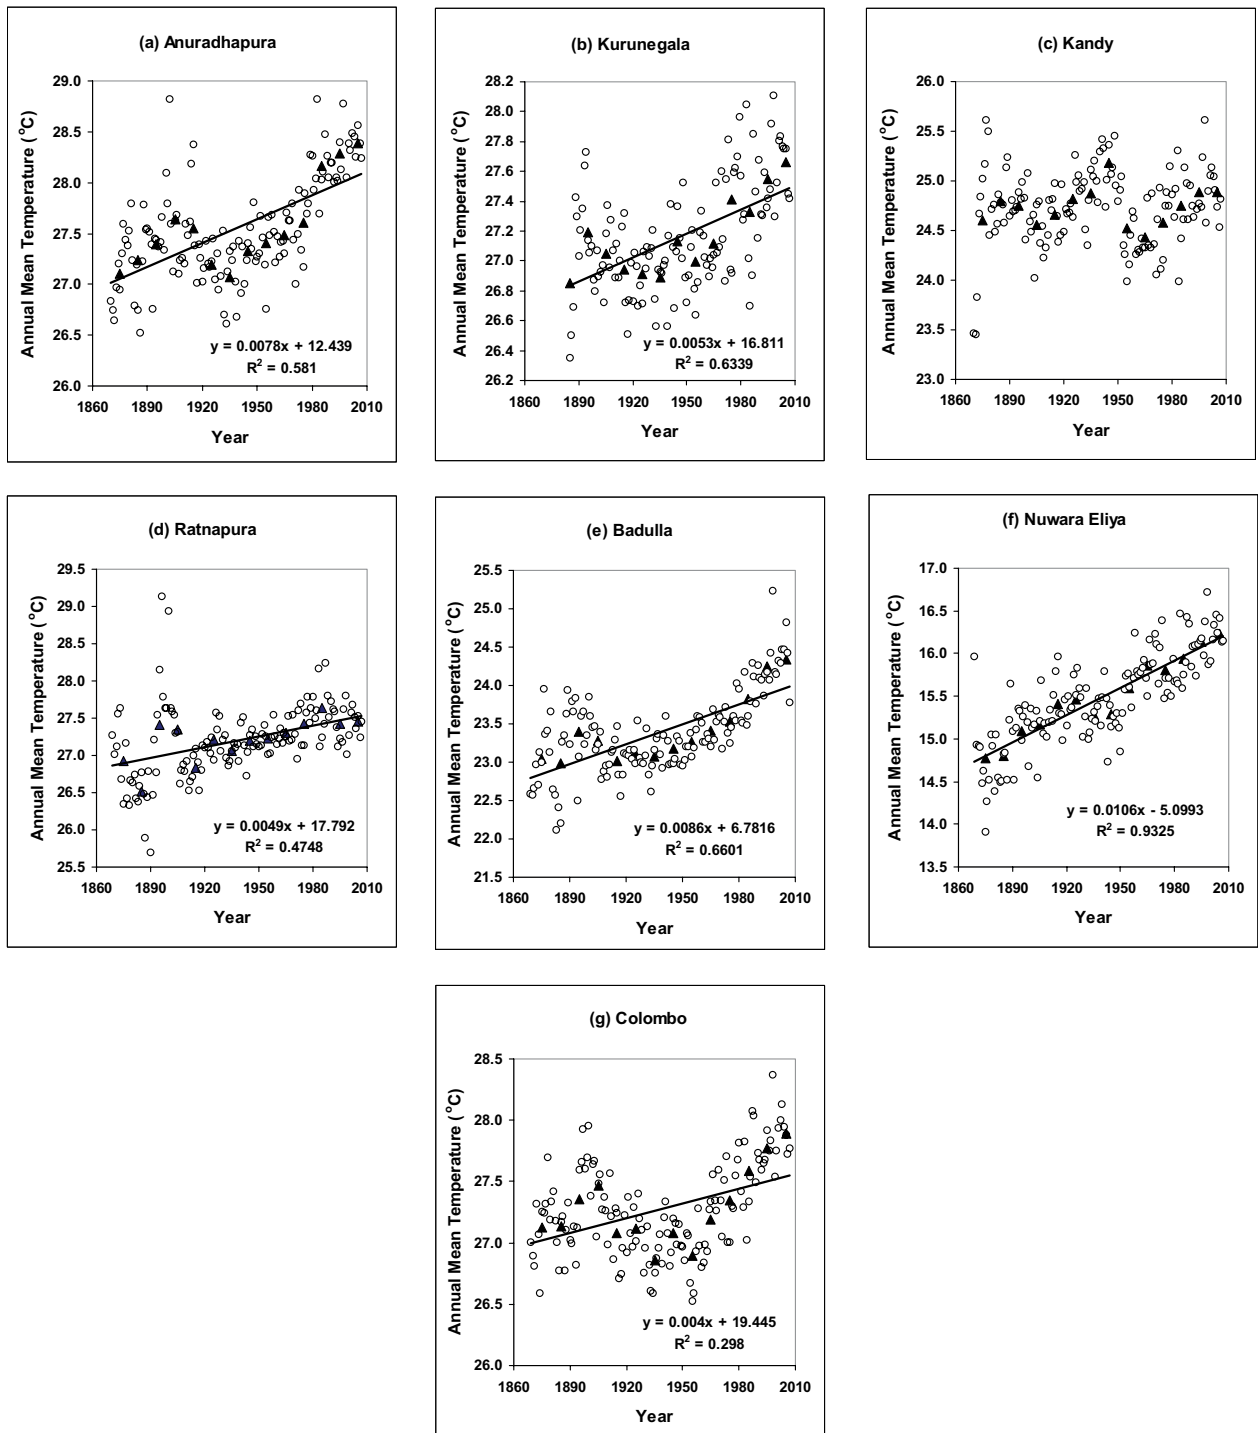 (a) Anuradhapura
Annual Mean Temperature (°C)
29.0
28.5
28.0
27.5
27.0
26.5
26.0
y = 0.0078x + 12.439
R² = 0.581
1860 1890 1920 1950 1980 2010
Year
(b) Kurunegala
Annual Mean Temperature (°C)
28.2
28.0
27.8
27.6
27.4
27.2
27.0
26.8
26.6
26.4
26.2
y = 0.0053x + 16.811
R² = 0.6339
1860 1890 1920 1950 1980 2010
Year
(c) Kandy
Annual Mean Temperature (°C)
26.0
25.5
25.0
24.5
24.0
23.5
23.0
1860 1890 1920 1950 1980 2010
Year
(d) Ratnapura
Annual Mean Temperature (°C)
29.5
29.0
28.5
28.0
27.5
27.0
26.5
26.0
25.5
y = 0.0049x + 17.792
R² = 0.4748
1860 1890 1920 1950 1980 2010
Year
(e) Badulla
Annual Mean Temperature (°C)
25.5
25.0
24.5
24.0
23.5
23.0
22.5
22.0
21.5
y = 0.0086x + 6.7816
R² = 0.6601
1860 1890 1920 1950 1980 2010
Year
(f) Nuwara Eliya
Annual Mean Temperature (°C)
17.0
16.5
16.0
15.5
15.0
14.5
14.0
13.5
y = 0.0106x - 5.0993
R² = 0.9325
1860 1890 1920 1950 1980 2010
Year
(g) Colombo
Annual Mean Temperature (°C)
28.5
28.0
27.5
27.0
26.5
26.0
y = 0.004x + 19.445
R² = 0.298
1860 1890 1920 1950 1980 2010
Year